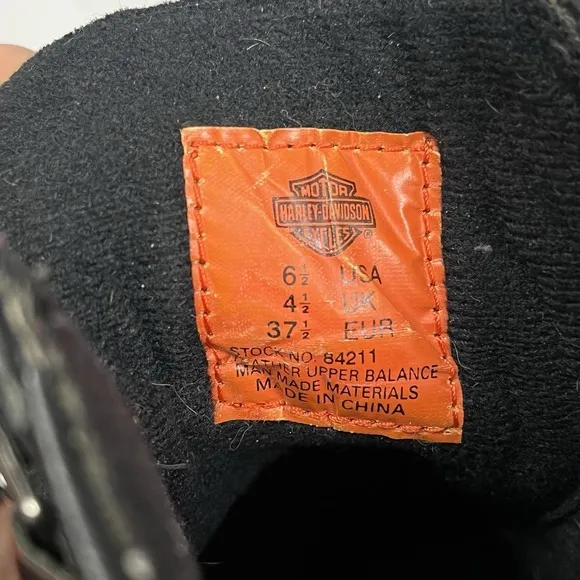 MOTOR
HARLEY-DAVIDSON
CYCLES
©
6½ USA
4½ UK
37½ EUR
STOCK NO. 84211
LEATHER UPPER BALANCE
MAN MADE MATERIALS
MADE IN CHINA